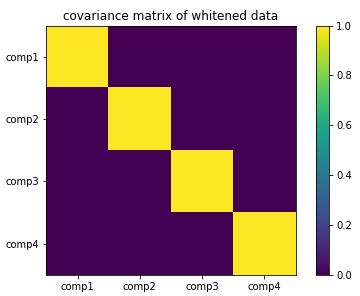 covariance matrix of whitened data
comp1
comp2
comp3
comp4
comp1 comp2 comp3 comp4
1.0
0.8
0.6
0.4
0.2
0.0